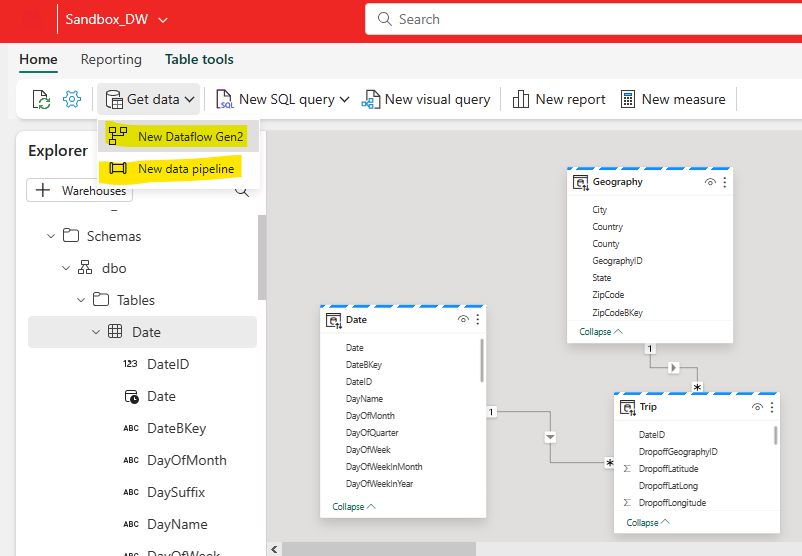 Sandbox_DW
Search
Home Reporting Table tools
Get data New SQL query New visual query New report New measure
New Dataflow Gen2
New data pipeline
Explorer
Warehouses
Schemas
dbo
Tables
Date
123 DateID
Date
ABC DateBKey
ABC DayOfMonth
ABC DaySuffix
ABC DayName
ABC DayOfWeek
Geography
City
Country
County
GeographyID
State
ZipCode
ZipCodeBKey
Collapse
1
*
Date
Date
DateBKey
DateID
DayName
DayOfMonth
DayOfQuarter
DayOfWeek
DayOfWeekInMonth
DayOfWeekInYear
Collapse
1
*
Trip
DateID
DropoffGeographyID
Σ DropoffLatitude
DropoffLatLong
Σ DropoffLongitude
Collapse